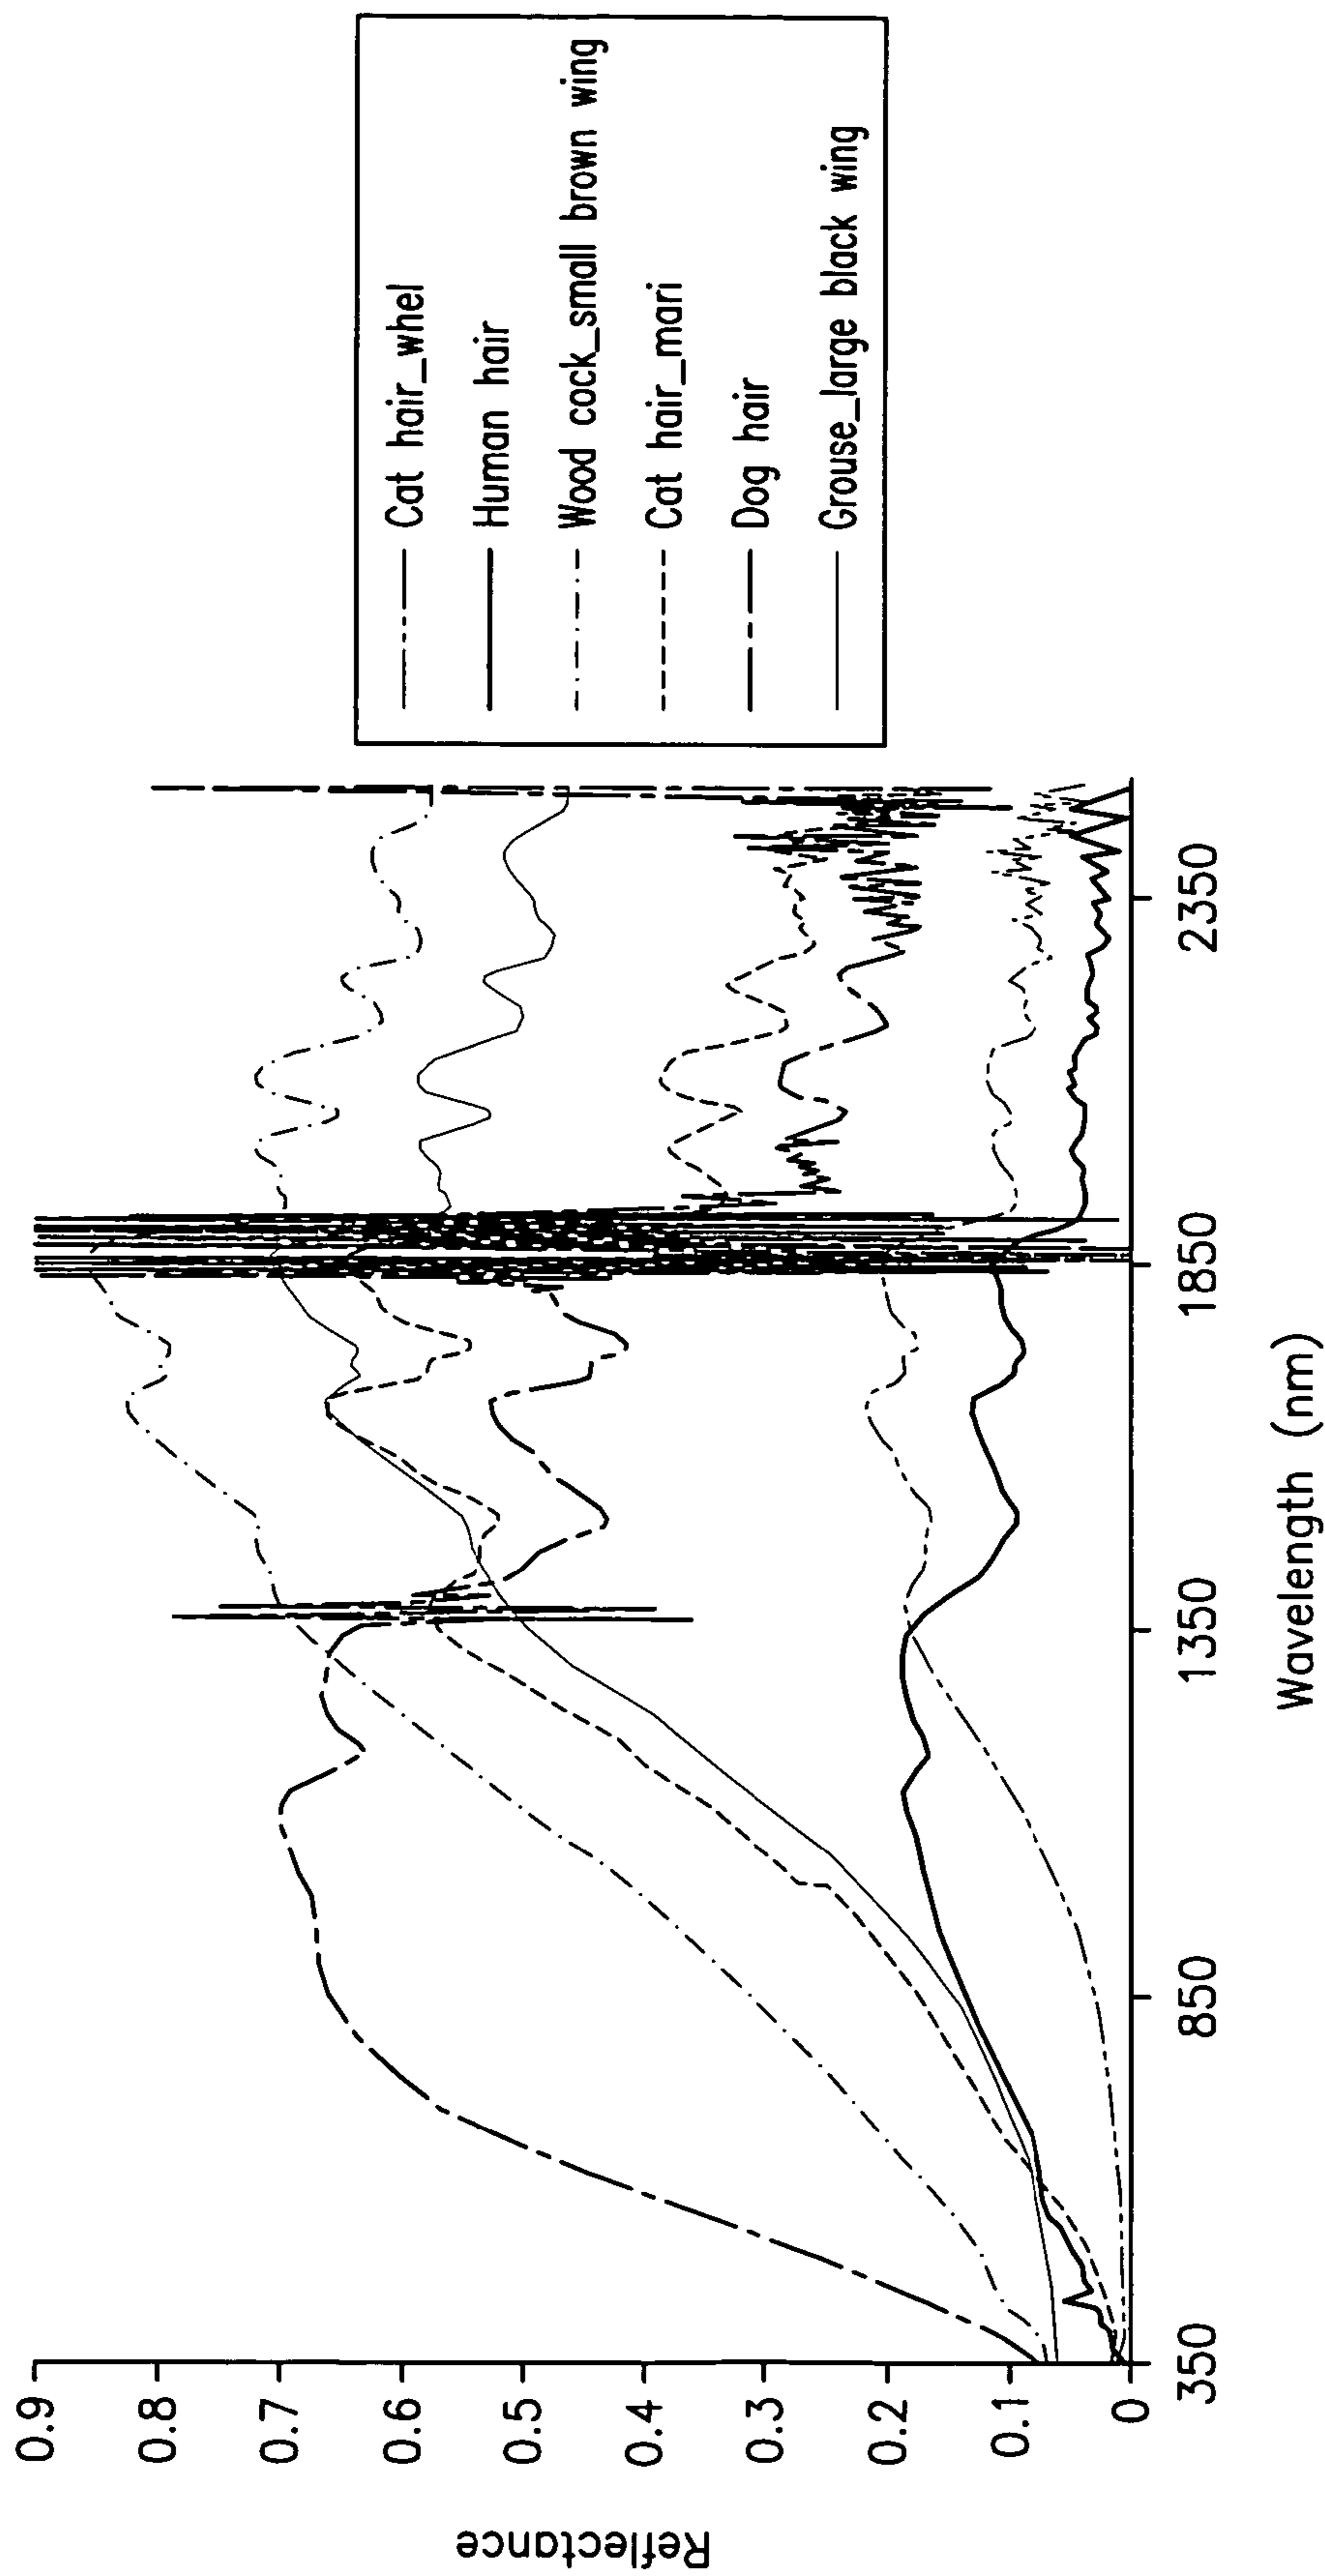 Reflectance
0.9
0.8
0.7
0.6
0.5
0.4
0.3
0.2
0.1
0
350
850
1350
1850
2350
Wavelength (nm)
Cat hair_whel
Human hair
Wood cock_small brown wing
Cat hair_mari
Dog hair
Grouse_large black wing